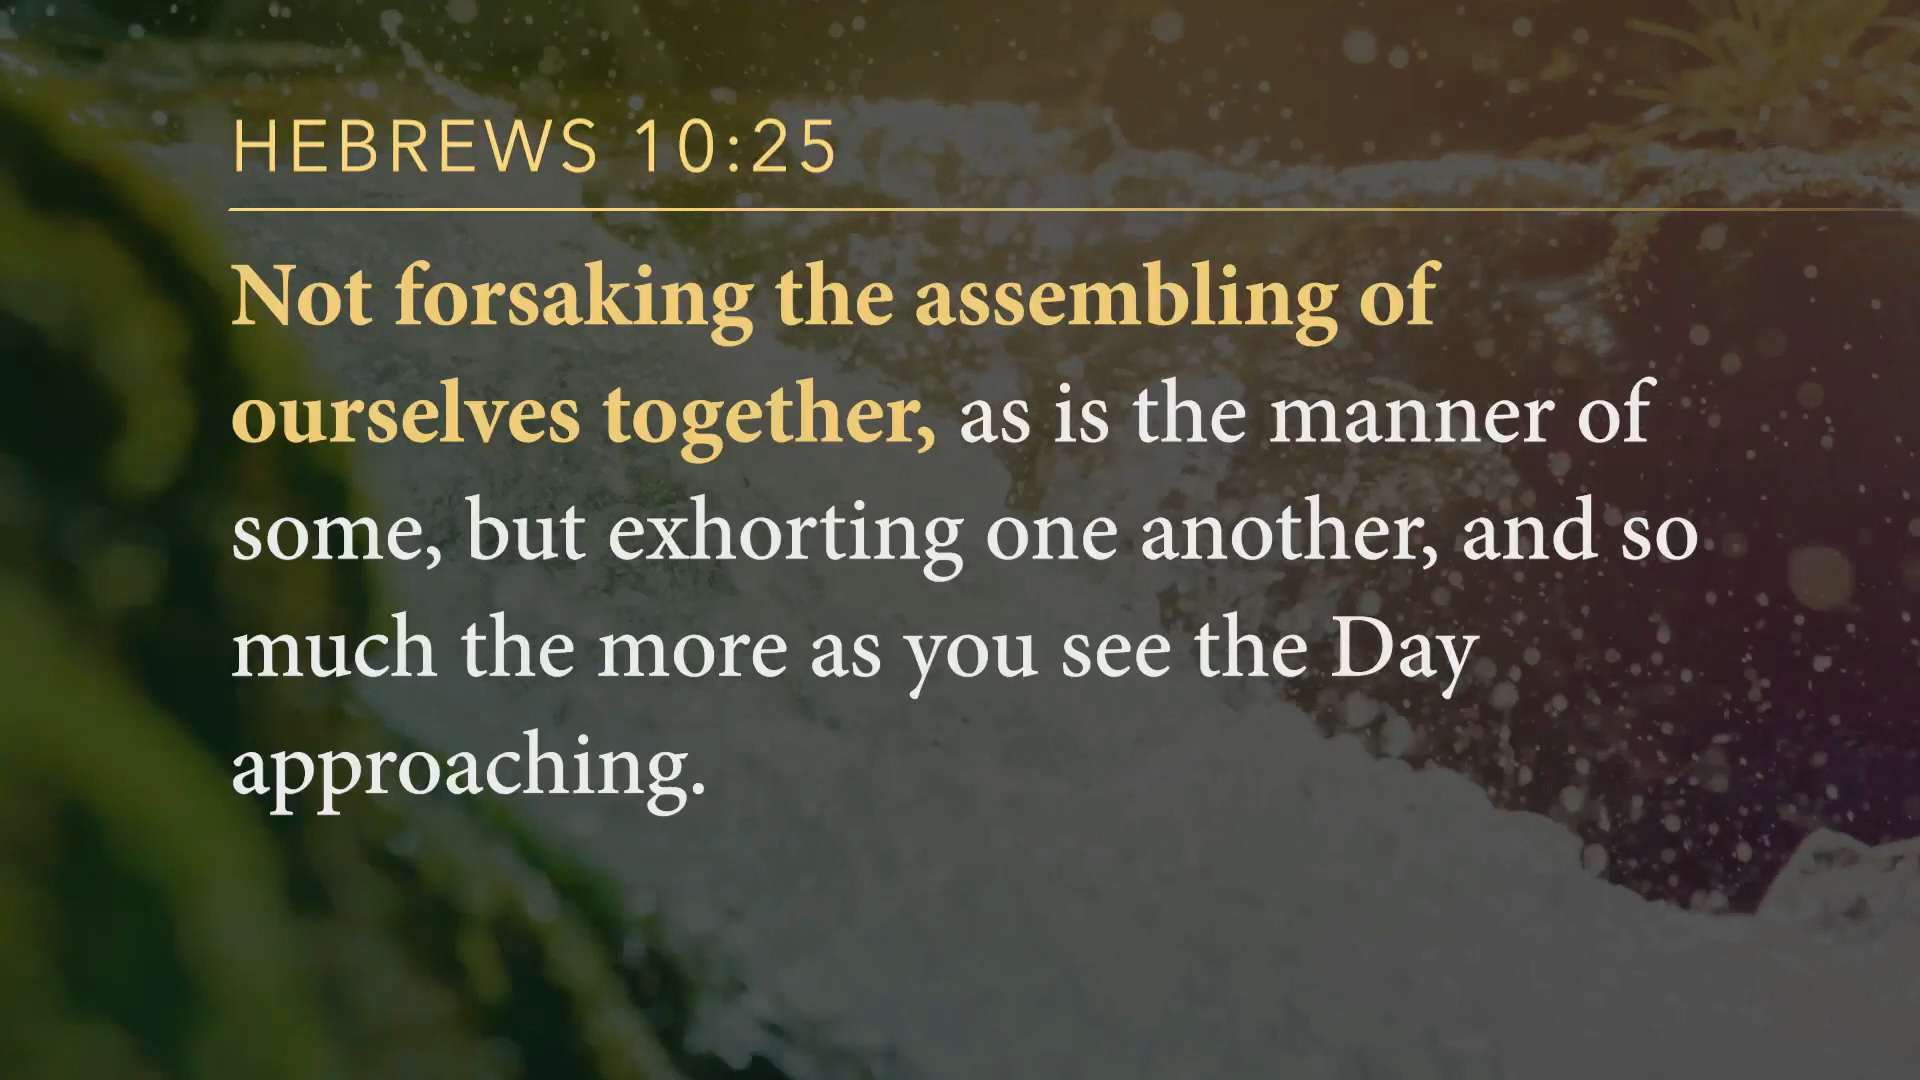 HEBREWS 10:25
Not forsaking the assembling of
ourselves together, as is the manner of
some, but exhorting one another, and so
much the more as you see the Day
approaching.